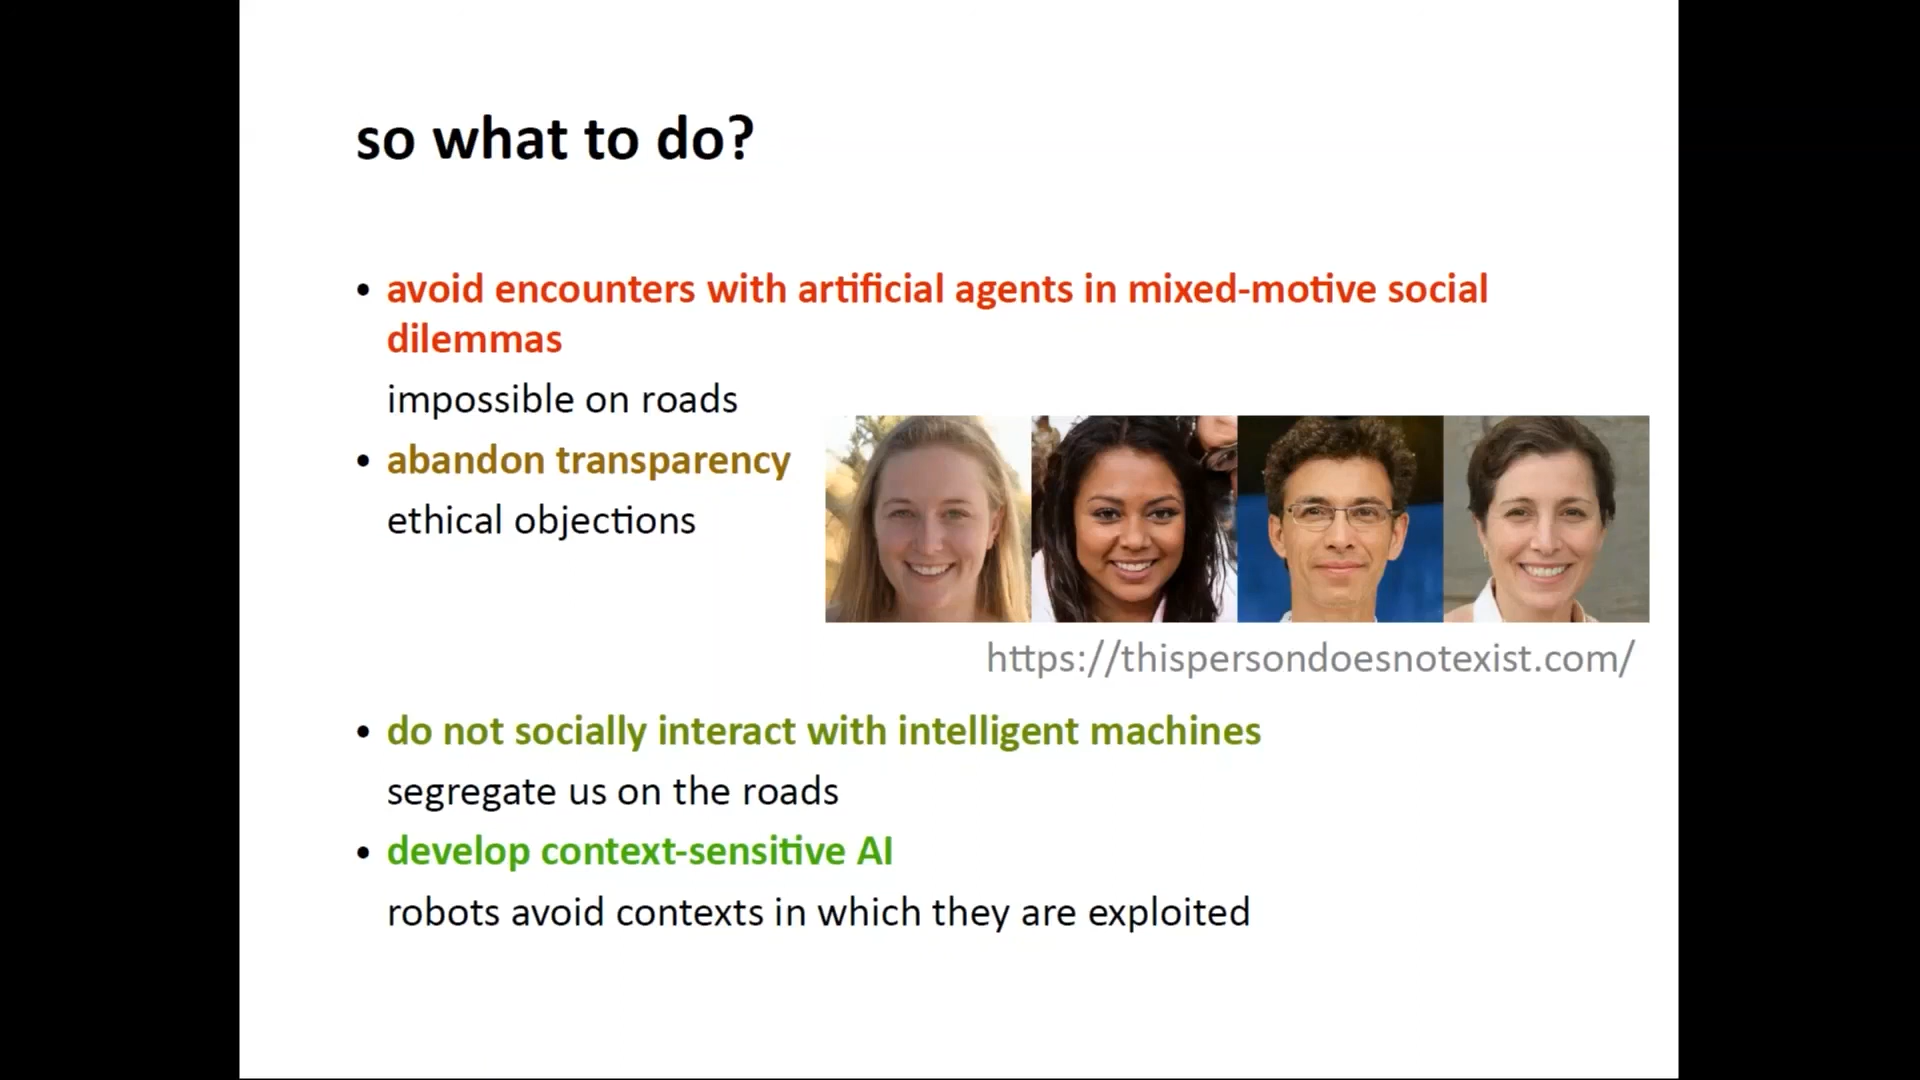 so what to do?
• avoid encounters with artificial agents in mixed-motive social
dilemmas
impossible on roads
• abandon transparency
ethical objections
https://thispersondoesnotexist.com/
• do not socially interact with intelligent machines
segregate us on the roads
• develop context-sensitive AI
robots avoid contexts in which they are exploited